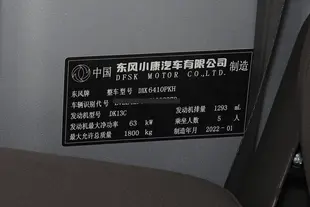 中国 东风小康汽车有限公司 制造
DFSK MOTOR CO.,LTD.
东风牌 整车型号 DXK6410PKH
车辆识别代号
发动机型号 DK13C 发动机排量 1293 mL
发动机最大净功率 63 kW 乘坐人数 5 人
最大允许总质量 1800 kg 制造年月 2022-01